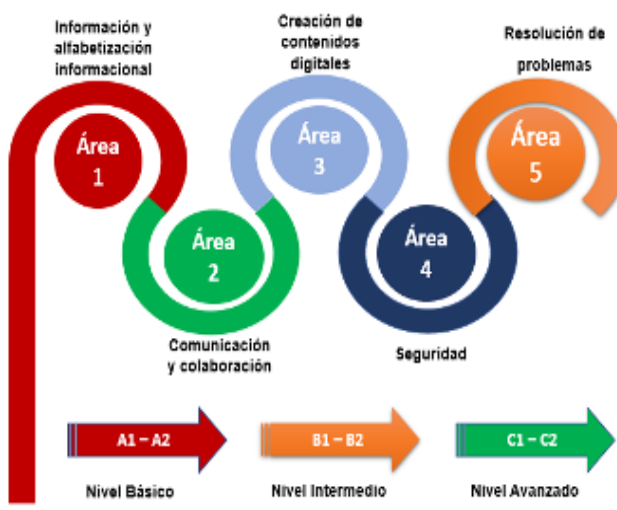 Información y
alfabetización
informacional
Área
1
Área
2
Comunicación
y colaboración
Creación de
contenidos
digitales
Área
3
Área
4
Seguridad
Resolución de
problemas
Área
5
A1 – A2
Nivel Básico
B1 – B2
Nivel Intermedio
C1 – C2
Nivel Avanzado